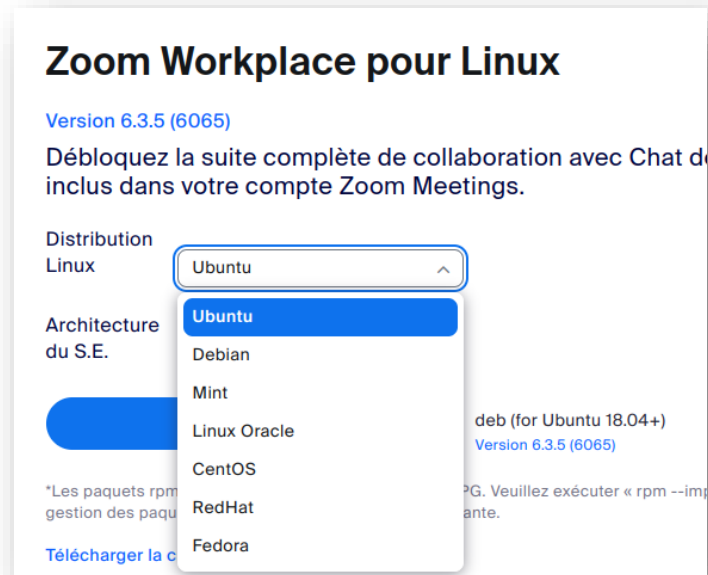 Zoom Workplace pour Linux
Version 6.3.5 (6065)
Débloquez la suite complète de collaboration avec Chat
inclus dans votre compte Zoom Meetings.
Distribution
Linux
Ubuntu
Ubuntu
Architecture
du S.E.
Debian
Mint
Linux Oracle
deb (for Ubuntu 18.04+)
Version 6.3.5 (6065)
CentOS
*Les paquets rpm
PG. Veuillez exécuter « rpm --imp
RedHat
gestion des paqu
ante.
Fedora
Télécharger la c